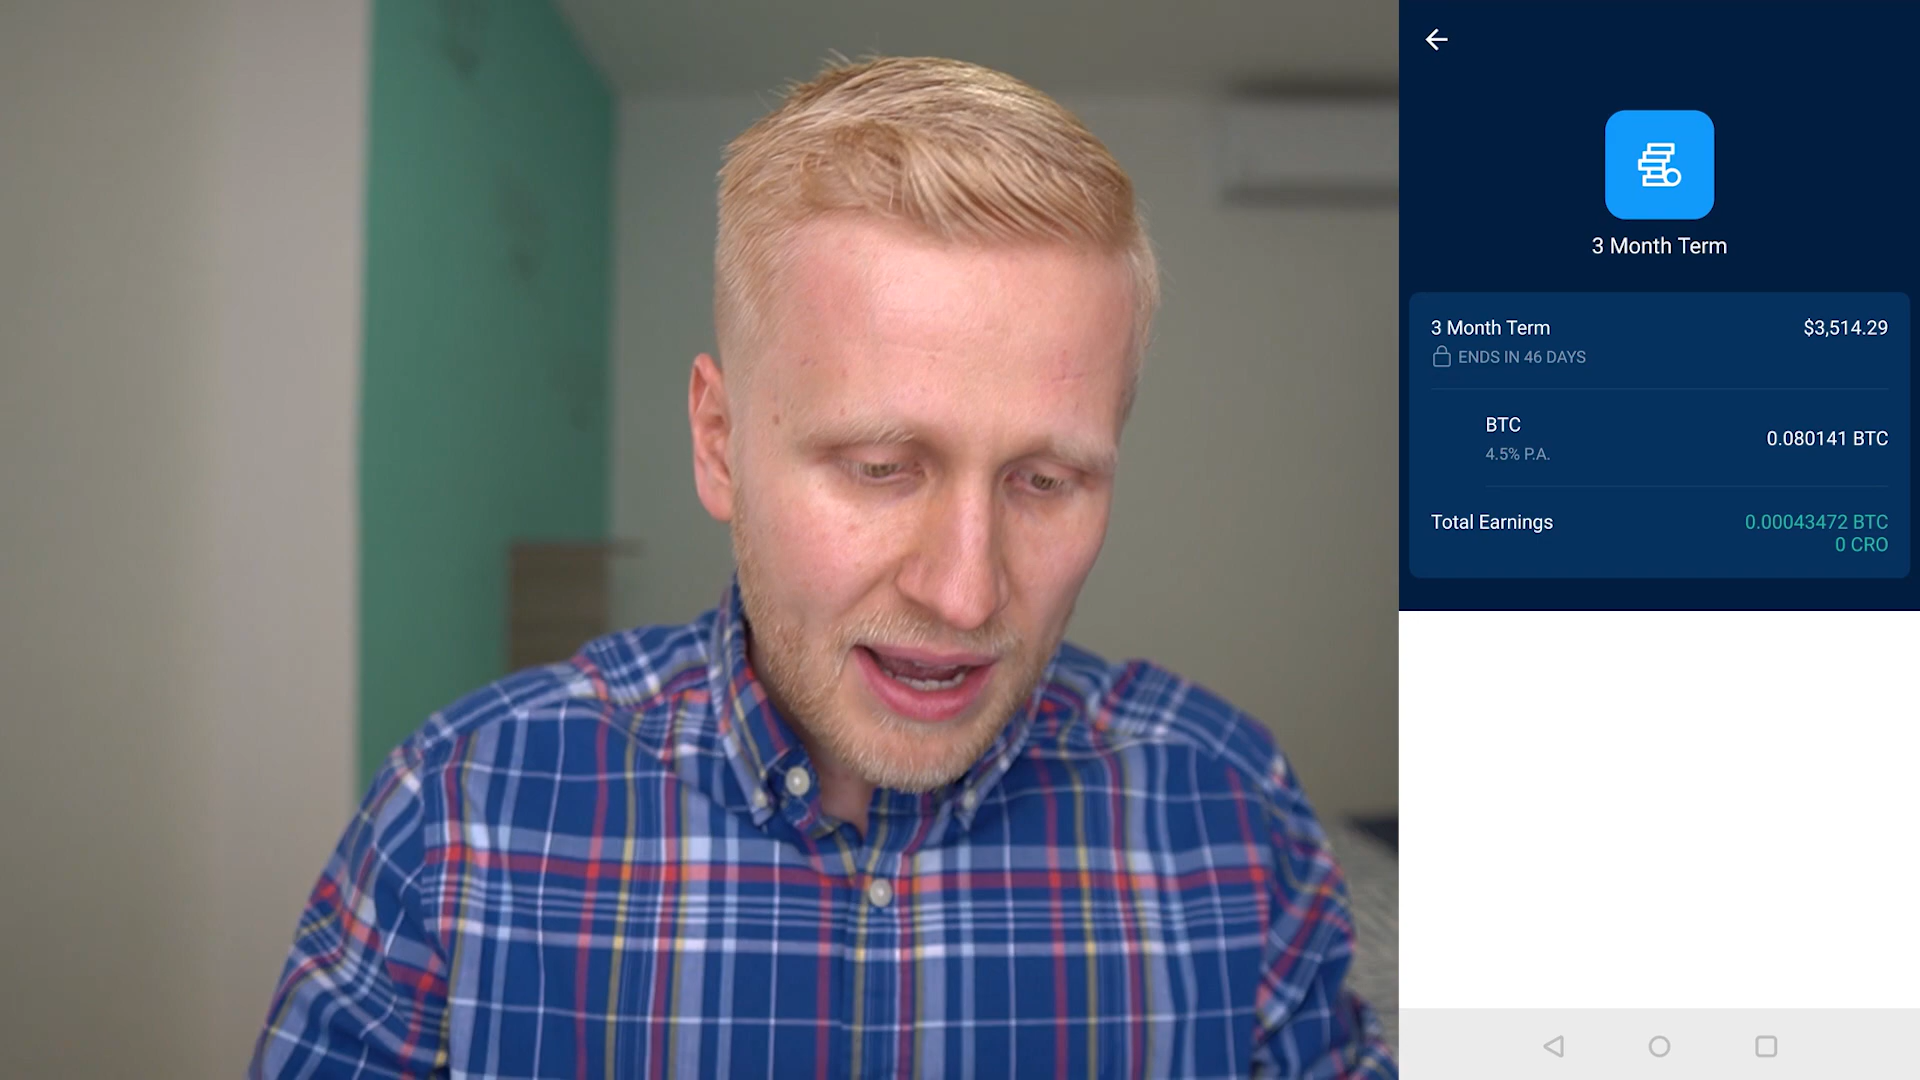 3 Month Term
3 Month Term $3,514.29
ENDS IN 46 DAYS
BTC
0.080141 BTC
4.5% P.A.
Total Earnings 0.00043472 BTC
0 CRO